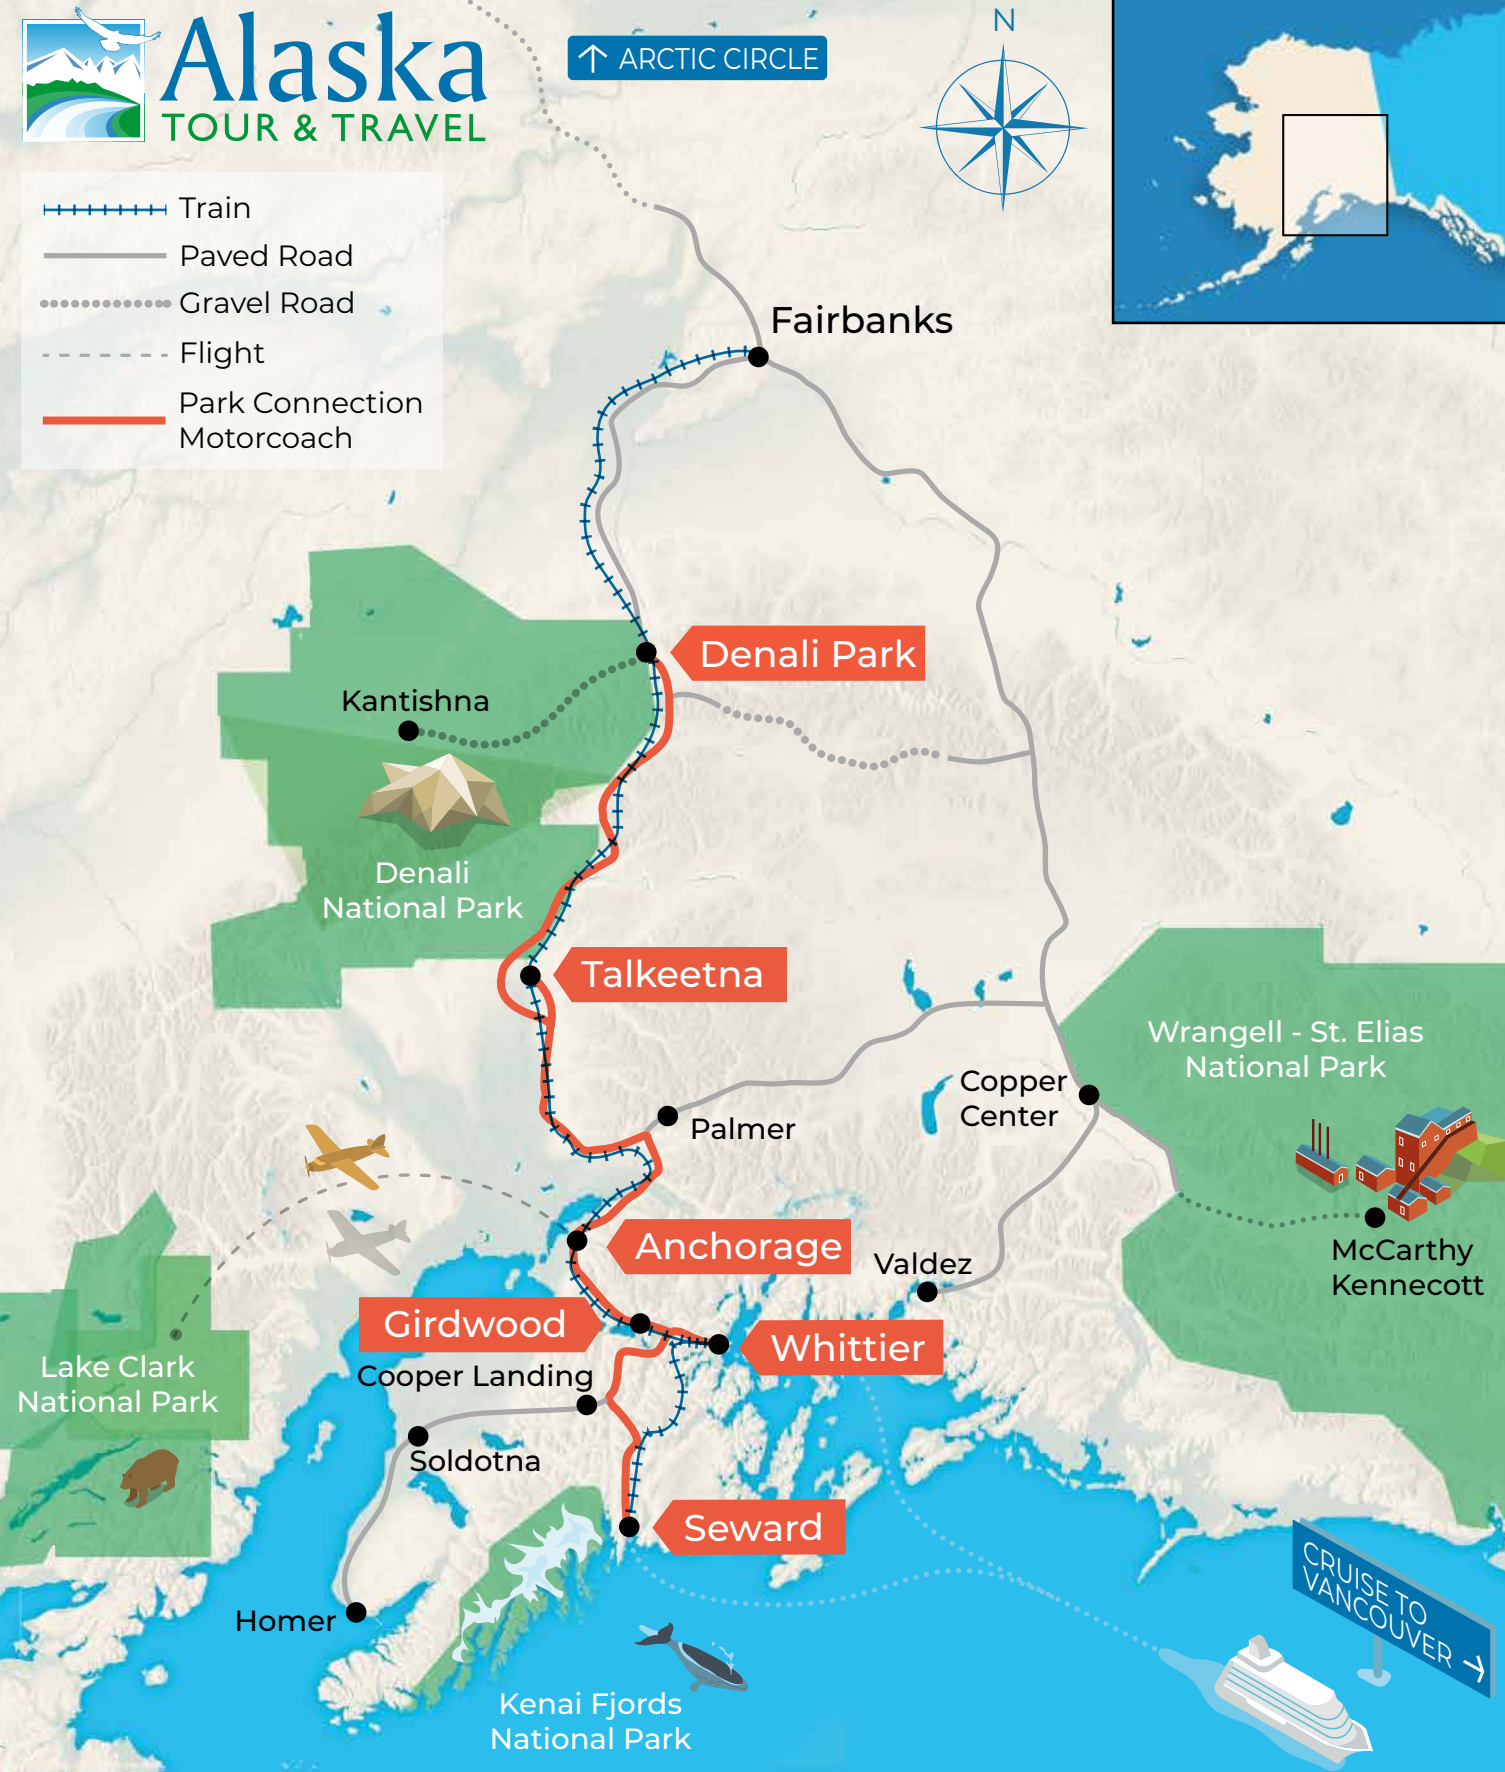 Alaska
TOUR & TRAVEL
↑ ARCTIC CIRCLE
N
Train
Paved Road
Gravel Road
Flight
Park Connection
Motorcoach
Fairbanks
Denali Park
Kantishna
Denali
National Park
Talkeetna
Wrangell - St. Elias
National Park
Copper
Center
Palmer
Anchorage
McCarthy
Kennecott
Valdez
Girdwood
Whittier
Lake Clark
National Park
Cooper Landing
Soldotna
Seward
CRUISE TO
VANCOUVER →
Homer
Kenai Fjords
National Park